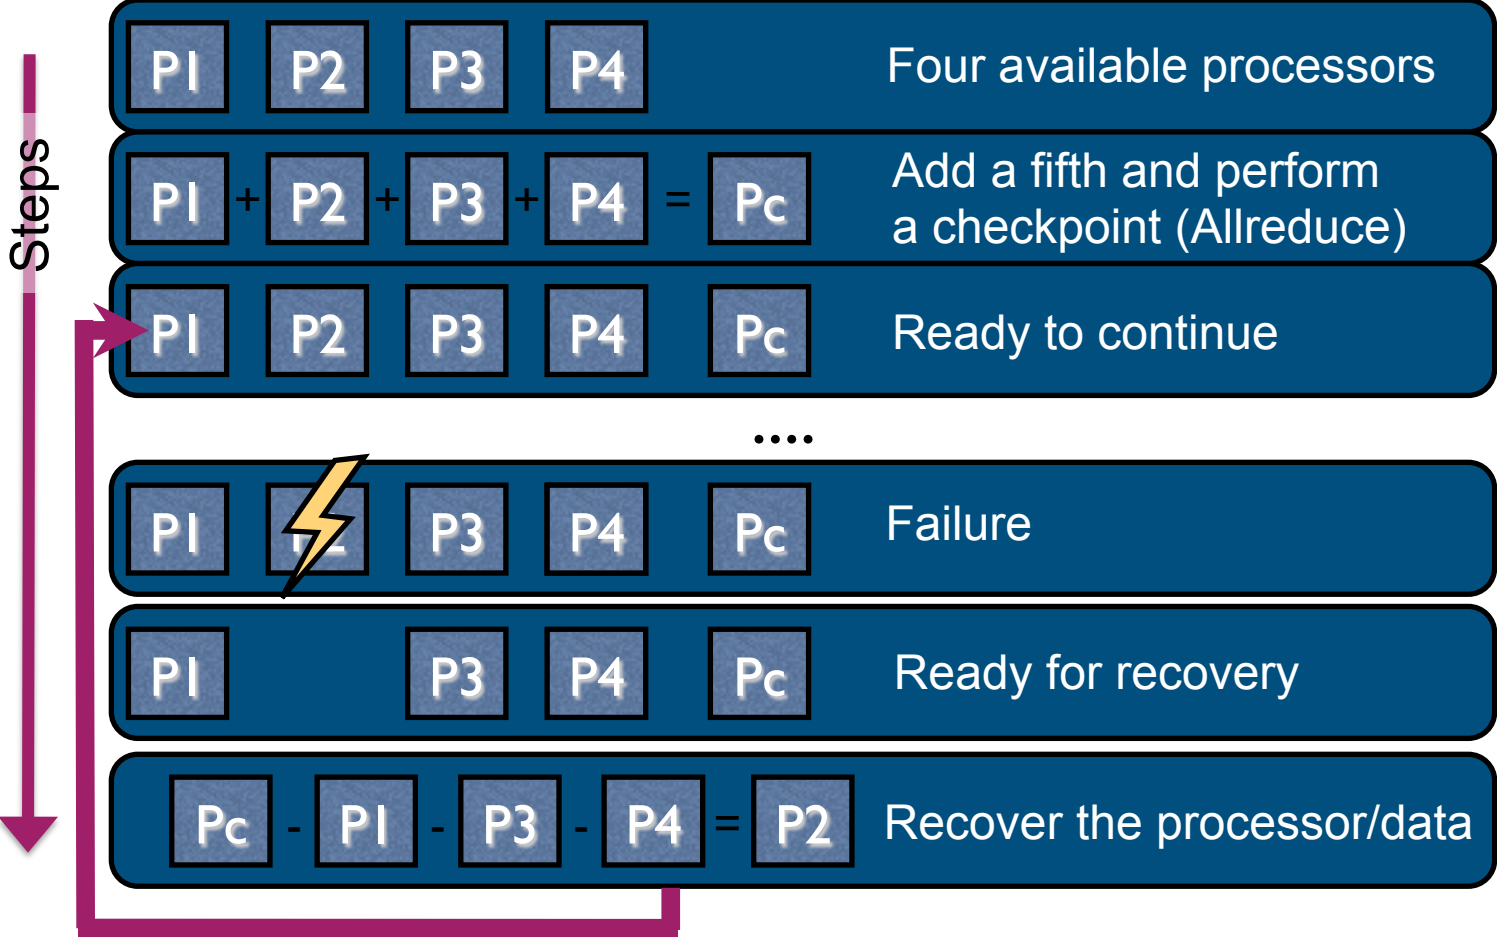 Steps
P1 P2 P3 P4 Four available processors
P1 + P2 + P3 + P4 = Pc Add a fifth and perform
a checkpoint (Allreduce)
P1 P2 P3 P4 Pc Ready to continue
....
P1 P3 P4 Pc Failure
P1 P3 P4 Pc Ready for recovery
Pc - P1 - P3 - P4 = P2 Recover the processor/data